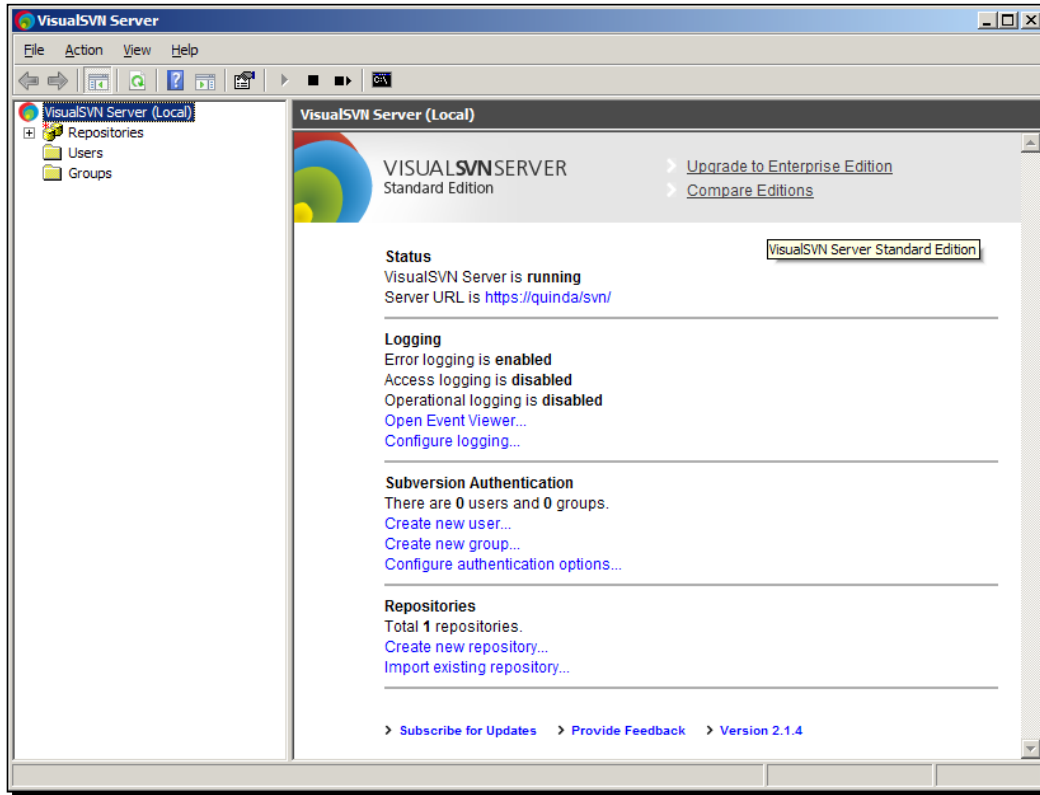 VisualSVN Server
File Action View Help
VisualSVN Server (Local)
Repositories
Users
Groups
VisualSVN Server (Local)
VISUALSVNSERVER
Standard Edition
Upgrade to Enterprise Edition
Compare Editions
VisualSVN Server Standard Edition
Status
VisualSVN Server is running
Server URL is https://quinda/svn/
Logging
Error logging is enabled
Access logging is disabled
Operational logging is disabled
Open Event Viewer...
Configure logging...
Subversion Authentication
There are 0 users and 0 groups.
Create new user...
Create new group...
Configure authentication options...
Repositories
Total 1 repositories.
Create new repository...
Import existing repository...
Subscribe for Updates Provide Feedback Version 2.1.4